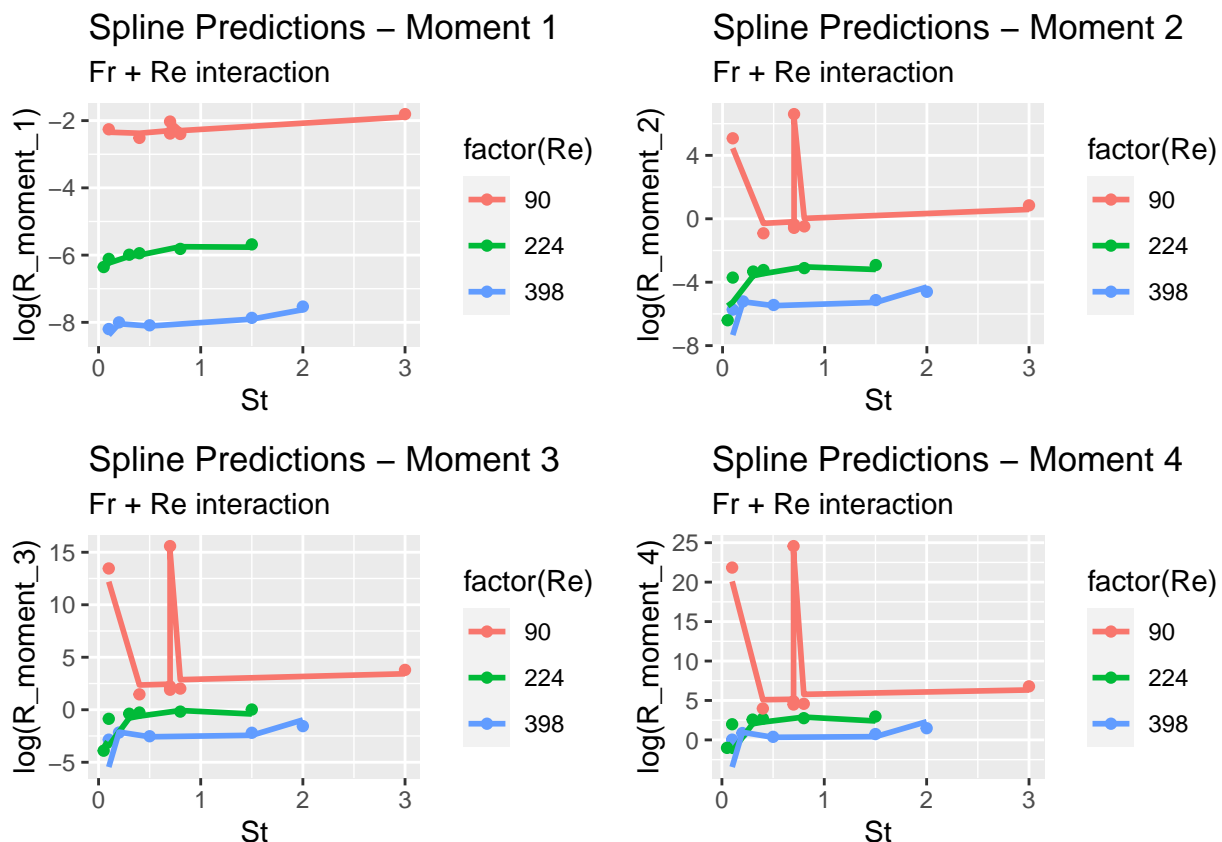 Spline Predictions – Moment 1
Fr + Re interaction
log(R_moment_1)
−2
−4
−6
−8
0
1
2
3
St
factor(Re)
90
224
398
Spline Predictions – Moment 2
Fr + Re interaction
log(R_moment_2)
4
0
−4
−8
0
1
2
3
St
factor(Re)
90
224
398
Spline Predictions – Moment 3
Fr + Re interaction
log(R_moment_3)
15
10
5
0
−5
0
1
2
3
St
factor(Re)
90
224
398
Spline Predictions – Moment 4
Fr + Re interaction
log(R_moment_4)
25
20
15
10
5
0
0
1
2
3
St
factor(Re)
90
224
398